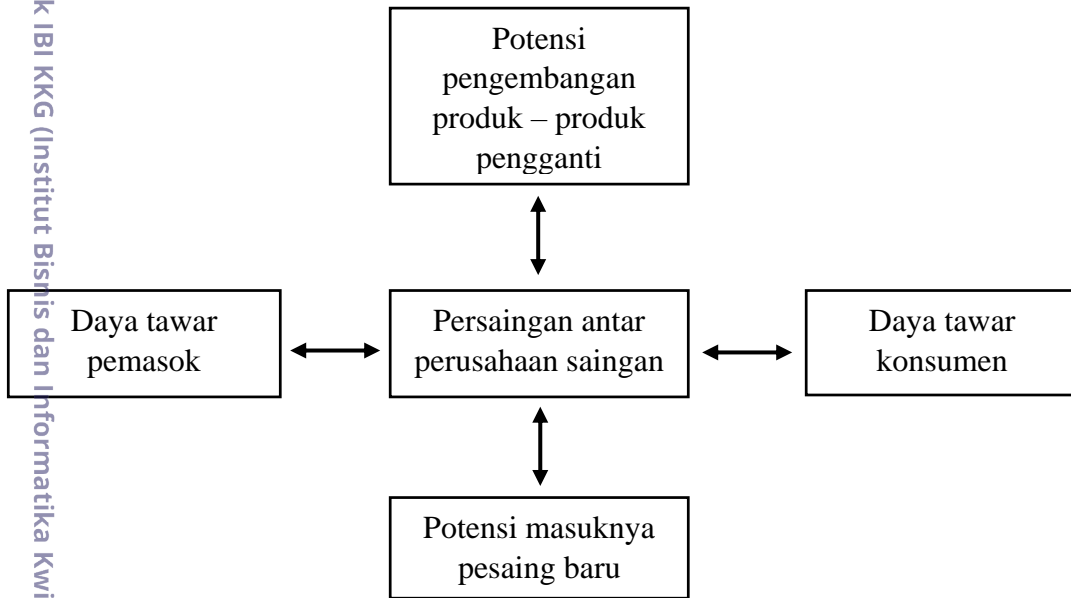 k IBI KKG (Institut Bisnis dan Informatika Kwi
Potensi
pengembangan
produk – produk
pengganti
Daya tawar
pemasok
Persaingan antar
perusahaan saingan
Daya tawar
konsumen
Potensi masuknya
pesaing baru